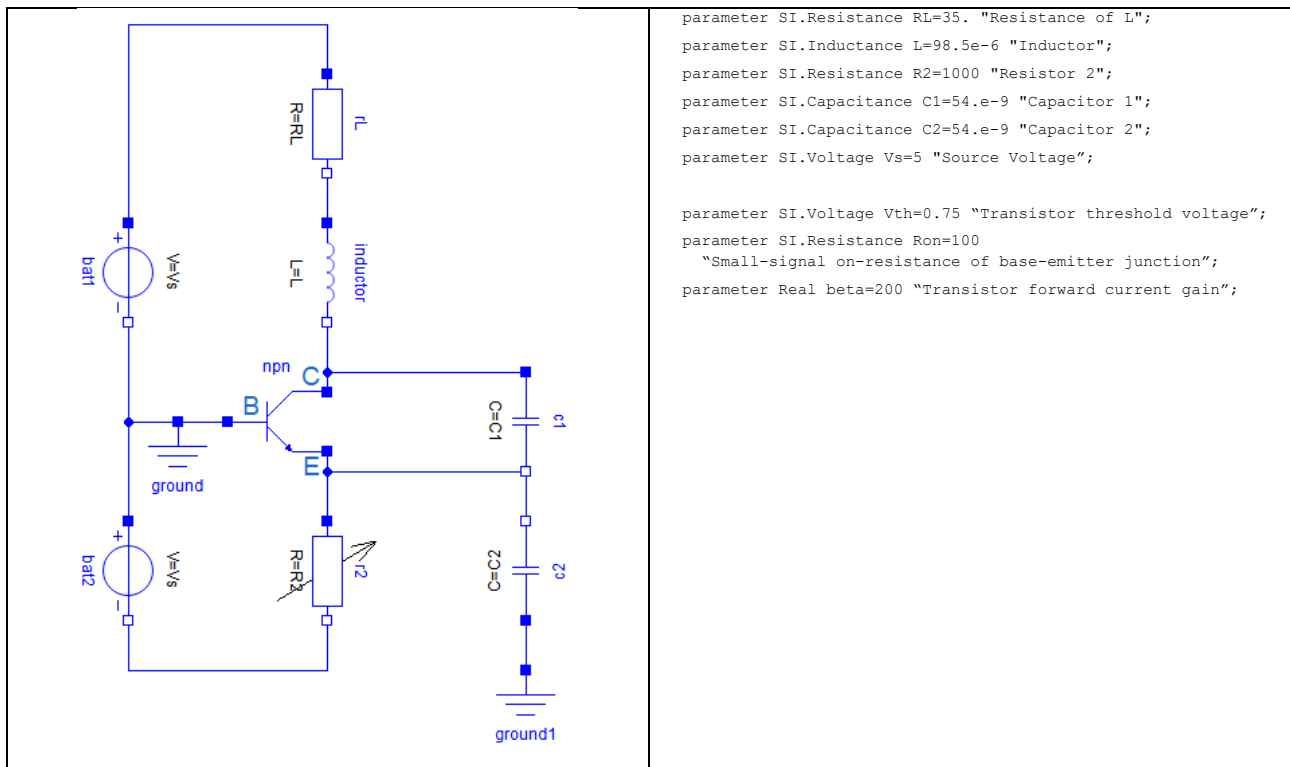 rL
R=RL
inductor
L=L
+
bat1
V=Vs
–
npn
C
B
E
c1
C=C1
ground
+
bat2
V=Vs
–
r2
R=R2
c2
C=C2
ground1
parameter SI.Resistance RL=35. "Resistance of L";
parameter SI.Inductance L=98.5e-6 "Inductor";
parameter SI.Resistance R2=1000 "Resistor 2";
parameter SI.Capacitance C1=54.e-9 "Capacitor 1";
parameter SI.Capacitance C2=54.e-9 "Capacitor 2";
parameter SI.Voltage Vs=5 "Source Voltage”;
parameter SI.Voltage Vth=0.75 “Transistor threshold voltage”;
parameter SI.Resistance Ron=100
“Small-signal on-resistance of base-emitter junction”;
parameter Real beta=200 “Transistor forward current gain”;